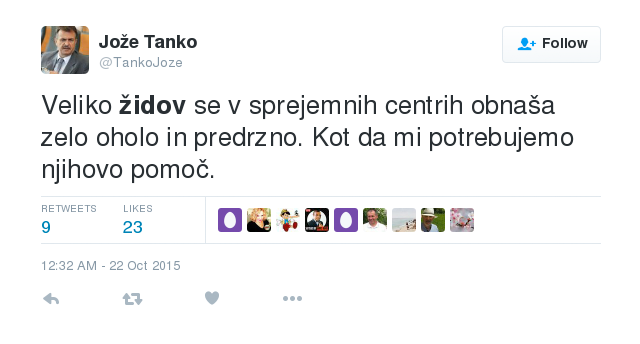 Jože Tanko
@TankoJoze
Follow
Veliko židov se v sprejemnih centrih obnaša
zelo oholo in predrzno. Kot da mi potrebujemo
njihovo pomoč.
RETWEETS LIKES
9 23
12:32 AM - 22 Oct 2015